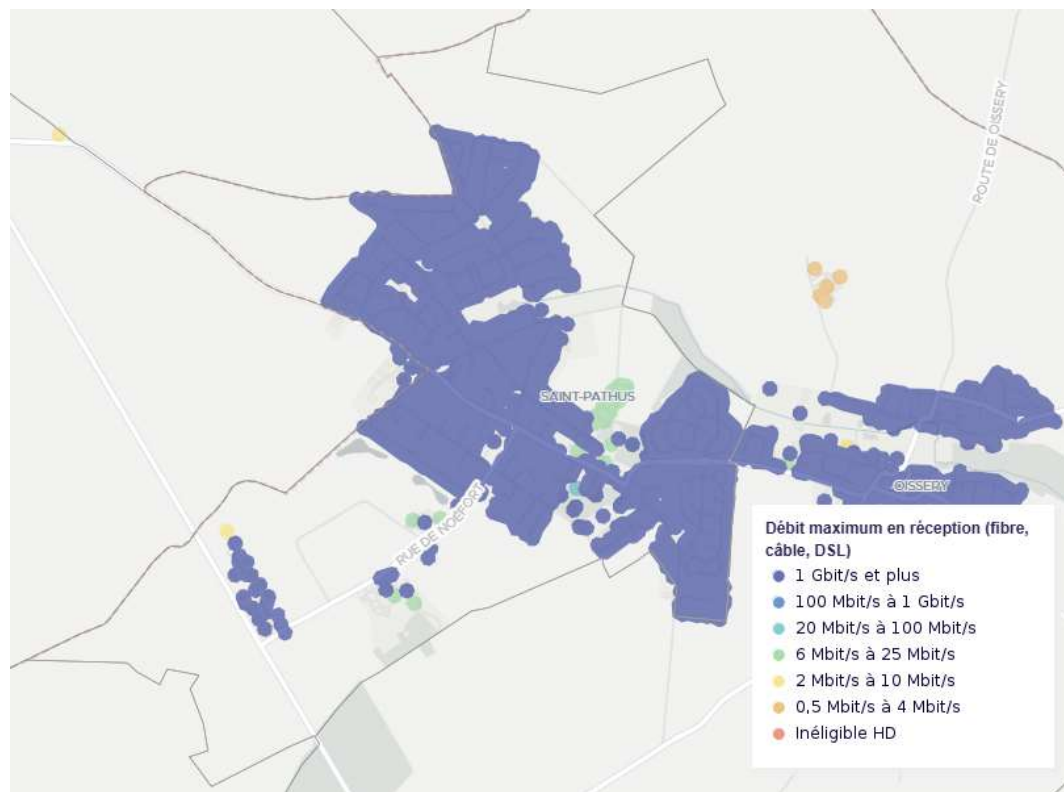 ROUTE DE OISSERY
SAINT-PATHUS
OISSERY
RUE DE NOEFORT
Débit maximum en réception (fibre,
câble, DSL)
1 Gbit/s et plus
100 Mbit/s à 1 Gbit/s
20 Mbit/s à 100 Mbit/s
6 Mbit/s à 25 Mbit/s
2 Mbit/s à 10 Mbit/s
0,5 Mbit/s à 4 Mbit/s
Inéligible HD